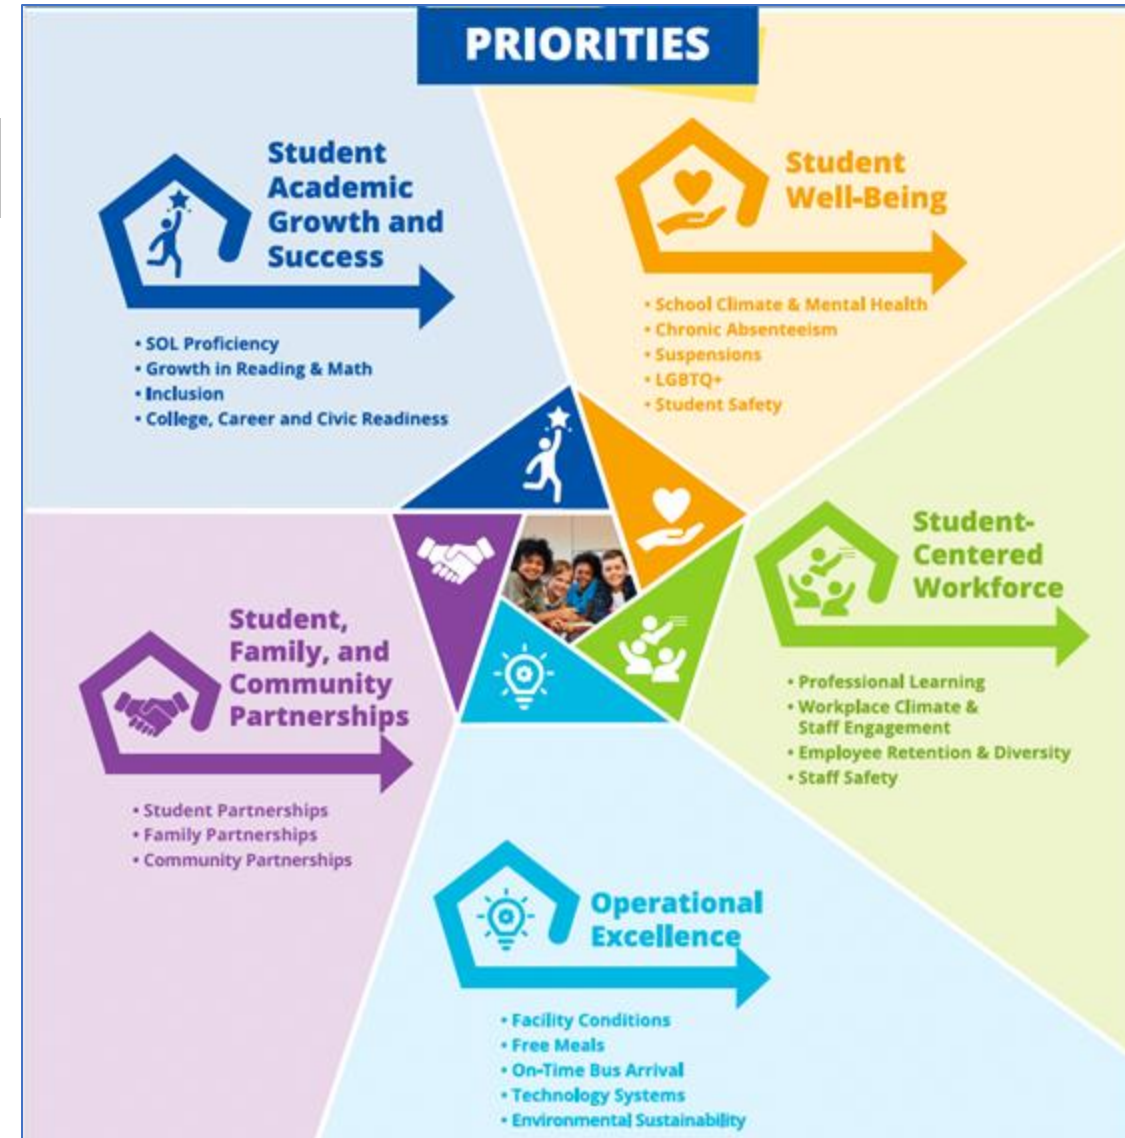 PRIORITIES
Student
Academic
Growth and
Success
• SOL Proficiency
• Growth in Reading & Math
• Inclusion
• College, Career and Civic Readiness
Student
Well-Being
• School Climate & Mental Health
• Chronic Absenteeism
• Suspensions
• LGBTQ+
• Student Safety
Student-
Centered
Workforce
• Professional Learning
• Workplace Climate &
Staff Engagement
• Employee Retention & Diversity
• Staff Safety
Student,
Family, and
Community
Partnerships
• Student Partnerships
• Family Partnerships
• Community Partnerships
Operational
Excellence
• Facility Conditions
• Free Meals
• On-Time Bus Arrival
• Technology Systems
• Environmental Sustainability